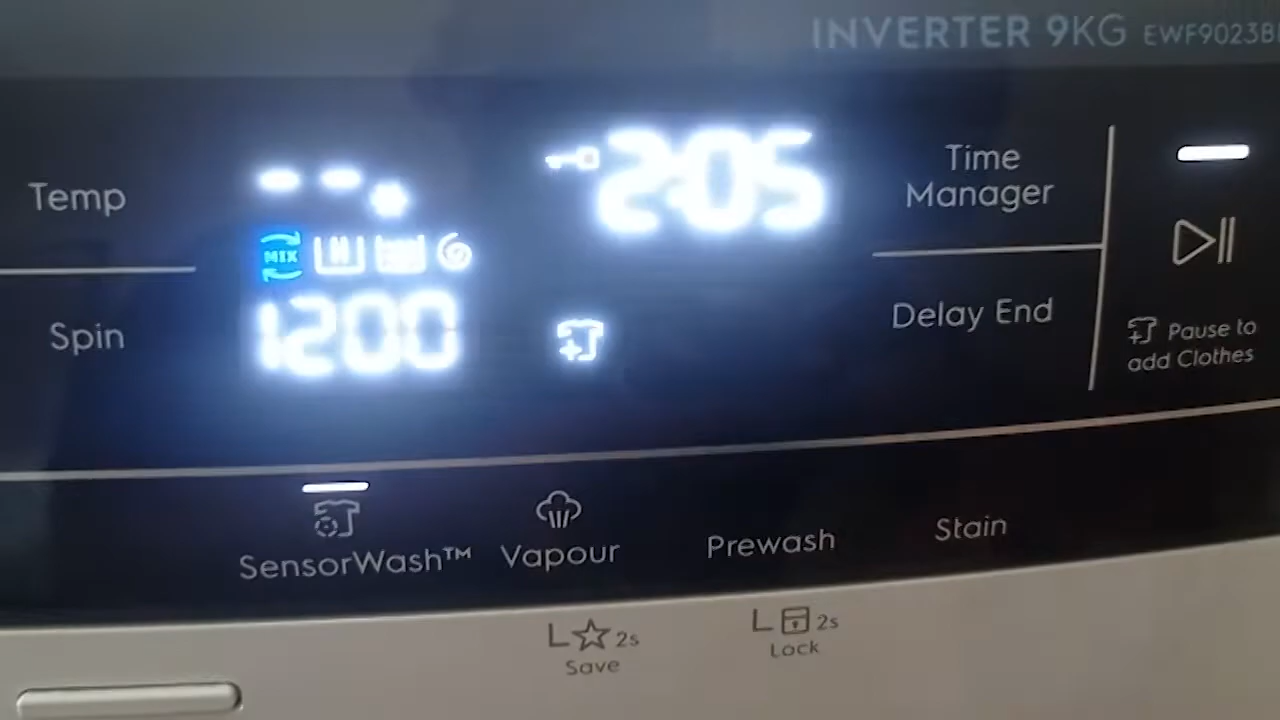 INVERTER 9KG EWF9023B
Temp
2:05
Time
Manager
MIX
Spin
1200
Delay End
Pause to
add Clothes
SensorWash™
Vapour
Prewash
Stain
2s
Save
2s
Lock